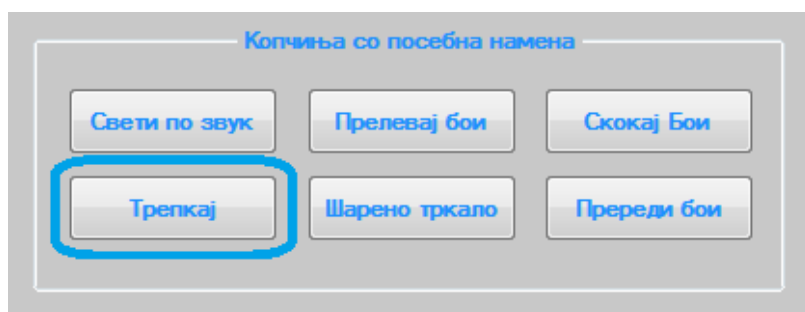 Копчиња со посебна намена
Свети по звук
Прелевај бои
Скокај Бои
Трепкај
Шарено тркало
Пререди бои